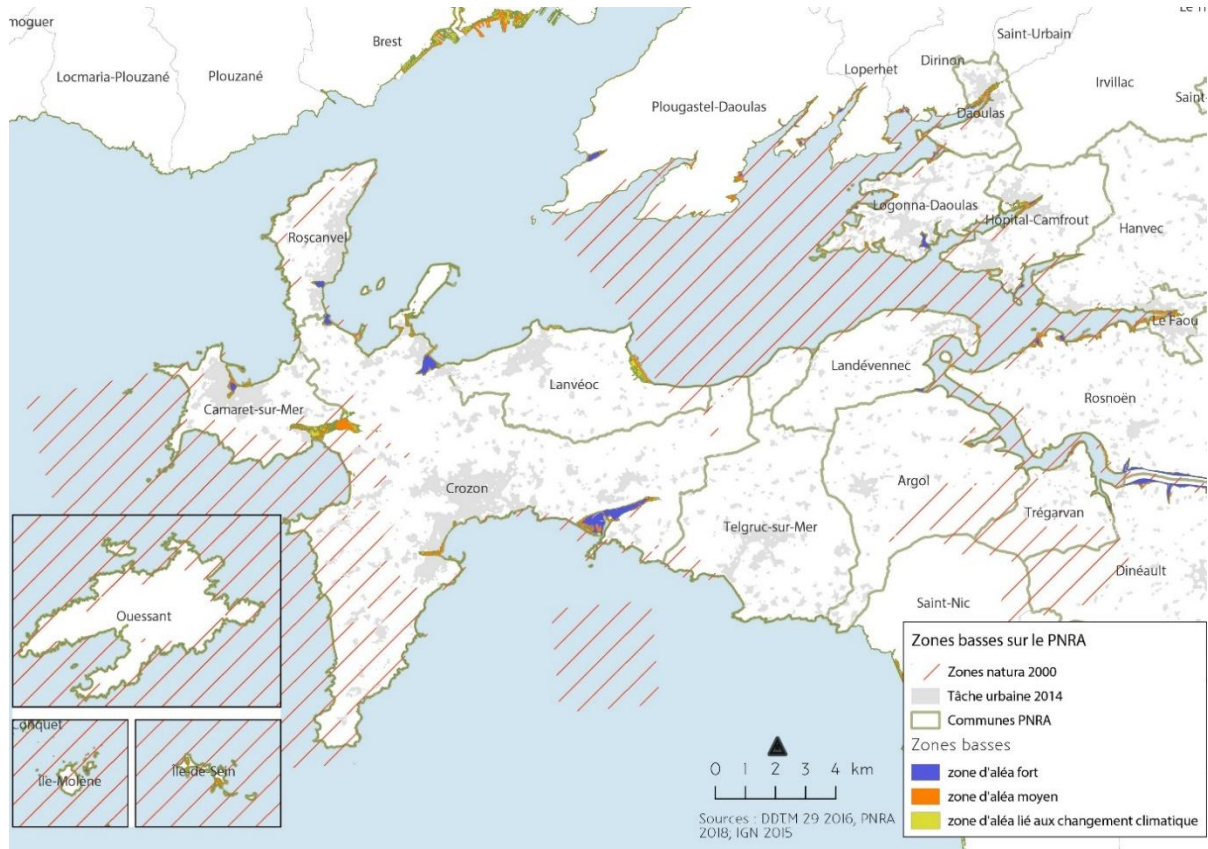 moguer
Brest
Locmaria-Plouzané
Plouzané
Saint-Urbain
Dirinon
Loperhet
Plougastel-Daoulas
Irvillac
Saint-
Daoulas
Logonna-Daoulas
Hôpital-Camfrout
Hanvec
Roscanvel
Le Faou
Landévennec
Lanvéoc
Rosnoën
Camaret-sur-Mer
Crozon
Argol
Trégarvan
Telgruc-sur-Mer
Dinéault
Saint-Nic
Ouessant
Conquet
Île-Molène
Île-de-Sein
0 1 2 3 4 km
Sources : DDTM 29 2016, PNRA
2018; IGN 2015
Zones basses sur le PNRA
Zones natura 2000
Tâche urbaine 2014
Communes PNRA
Zones basses
zone d'aléa fort
zone d'aléa moyen
zone d'aléa lié aux changement climatique